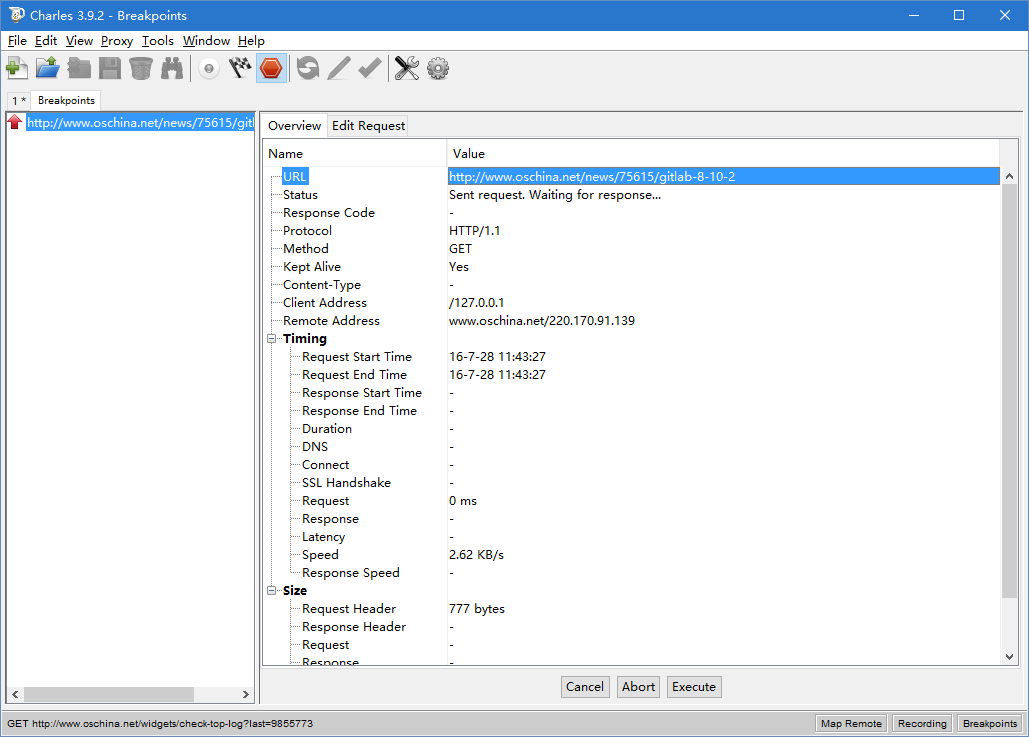 Charles 3.9.2 - Breakpoints
File Edit View Proxy Tools Window Help
1 * Breakpoints
http://www.oschina.net/news/75615/gitl
Overview Edit Request
Name Value
URL http://www.oschina.net/news/75615/gitlab-8-10-2
Status Sent request. Waiting for response...
Response Code -
Protocol HTTP/1.1
Method GET
Kept Alive Yes
Content-Type -
Client Address /127.0.0.1
Remote Address www.oschina.net/220.170.91.139
Timing
Request Start Time 16-7-28 11:43:27
Request End Time 16-7-28 11:43:27
Response Start Time -
Response End Time -
Duration -
DNS -
Connect -
SSL Handshake -
Request 0 ms
Response -
Latency -
Speed 2.62 KB/s
Response Speed -
Size
Request Header 777 bytes
Response Header -
Request -
Response -
Cancel Abort Execute
GET http://www.oschina.net/widgets/check-top-log?last=9855773 Map Remote Recording Breakpoints